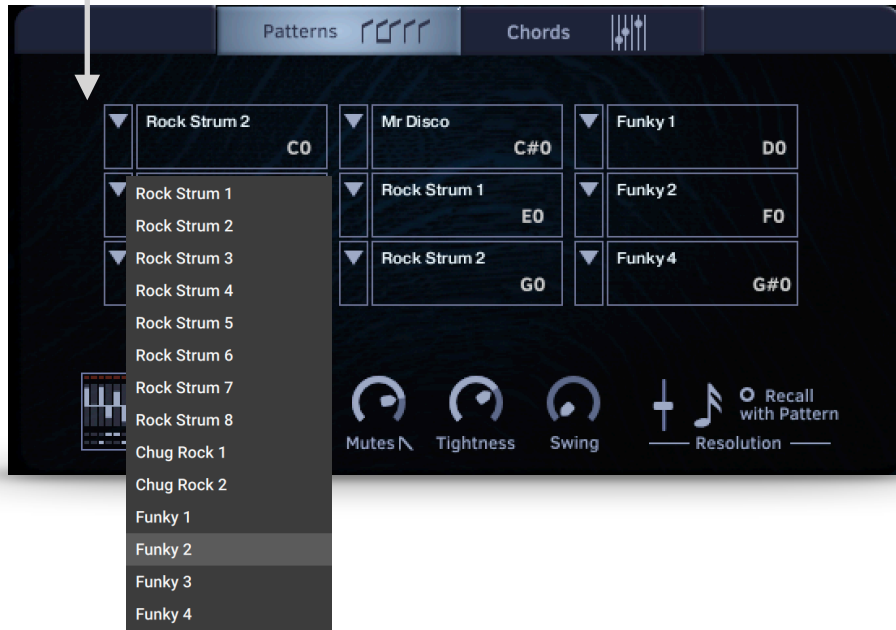 Patterns
Chords
Rock Strum 2
C0
Mr Disco
C#0
Funky 1
D0
Rock Strum 1
E0
Funky 2
F0
Rock Strum 2
G0
Funky 4
G#0
Rock Strum 1
Rock Strum 2
Rock Strum 3
Rock Strum 4
Rock Strum 5
Rock Strum 6
Rock Strum 7
Rock Strum 8
Chug Rock 1
Chug Rock 2
Funky 1
Funky 2
Funky 3
Funky 4
Mutes
Tightness
Swing
Recall
with Pattern
Resolution